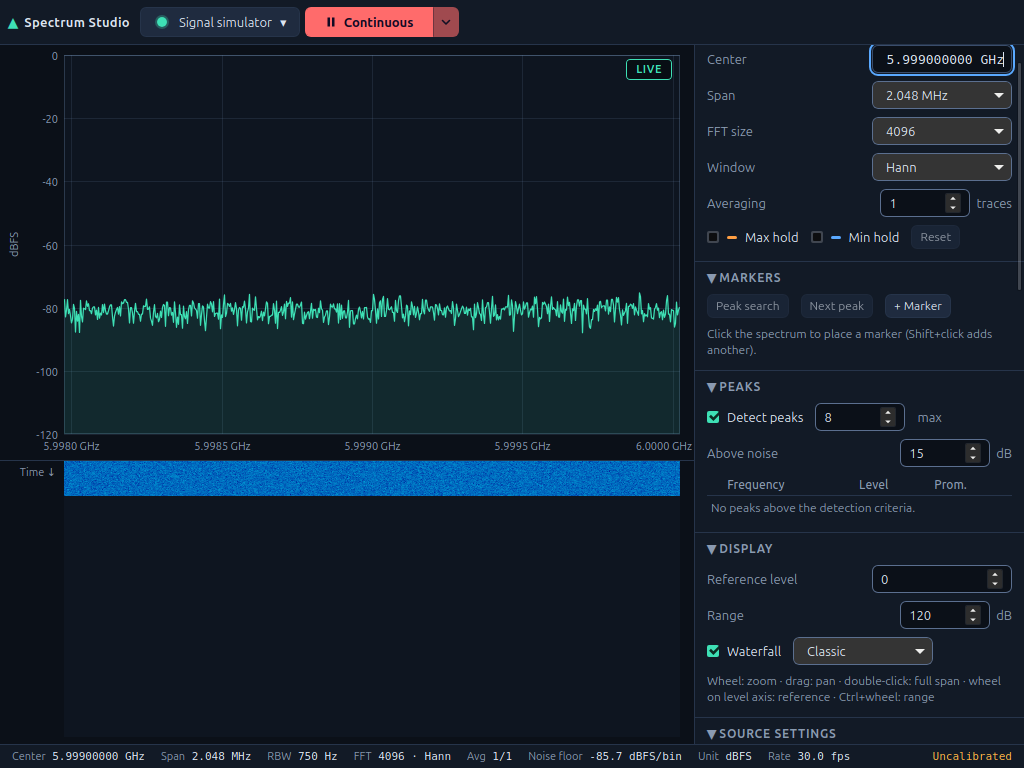 Spectrum Studio
Signal simulator ▾
Continuous
LIVE
dBFS
0
-20
-40
-60
-80
-100
-120
5.9980 GHz 5.9985 GHz 5.9990 GHz 5.9995 GHz 6.0000 GHz
Time ↓
Center 5.999000000 GHz
Span 2.048 MHz
FFT size 4096
Window Hann
Averaging 1 traces
Max hold Min hold Reset
▼ MARKERS
Peak search Next peak + Marker
Click the spectrum to place a marker (Shift+click adds
another).
▼ PEAKS
Detect peaks 8 max
Above noise 15 dB
Frequency Level Prom.
No peaks above the detection criteria.
▼ DISPLAY
Reference level 0
Range 120 dB
Waterfall Classic
Wheel: zoom · drag: pan · double-click: full span · wheel
on level axis: reference · Ctrl+wheel: range
▼ SOURCE SETTINGS
Center 5.99900000 GHz Span 2.048 MHz RBW 750 Hz FFT 4096 · Hann Avg 1/1 Noise floor -85.7 dBFS/bin Unit dBFS Rate 30.0 fps Uncalibrated